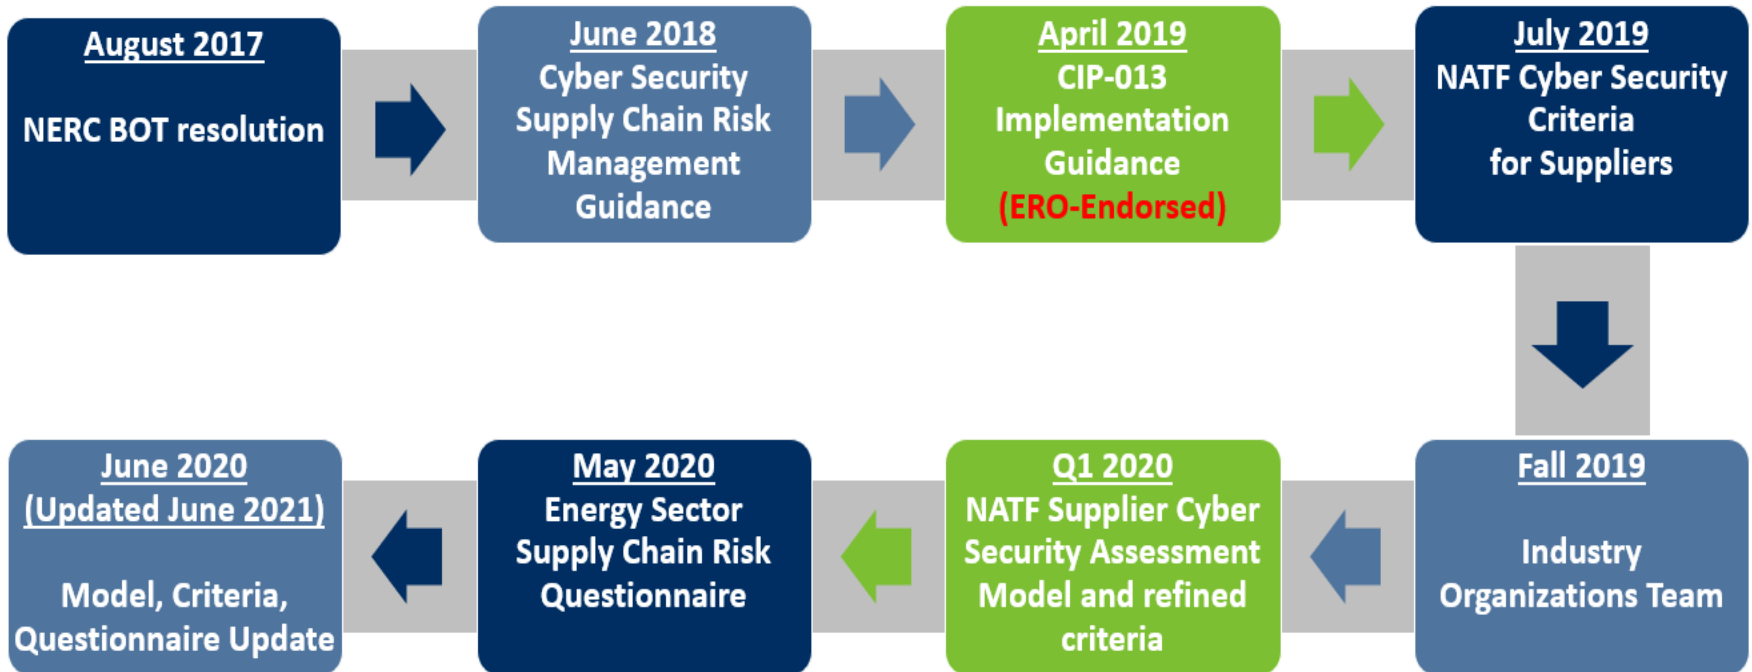 August 2017
NERC BOT resolution
June 2018
Cyber Security
Supply Chain Risk
Management
Guidance
April 2019
CIP-013
Implementation
Guidance
(ERO-Endorsed)
July 2019
NATF Cyber Security
Criteria
for Suppliers
Fall 2019
Industry
Organizations Team
Q1 2020
NATF Supplier Cyber
Security Assessment
Model and refined
criteria
May 2020
Energy Sector
Supply Chain Risk
Questionnaire
June 2020
(Updated June 2021)
Model, Criteria,
Questionnaire Update